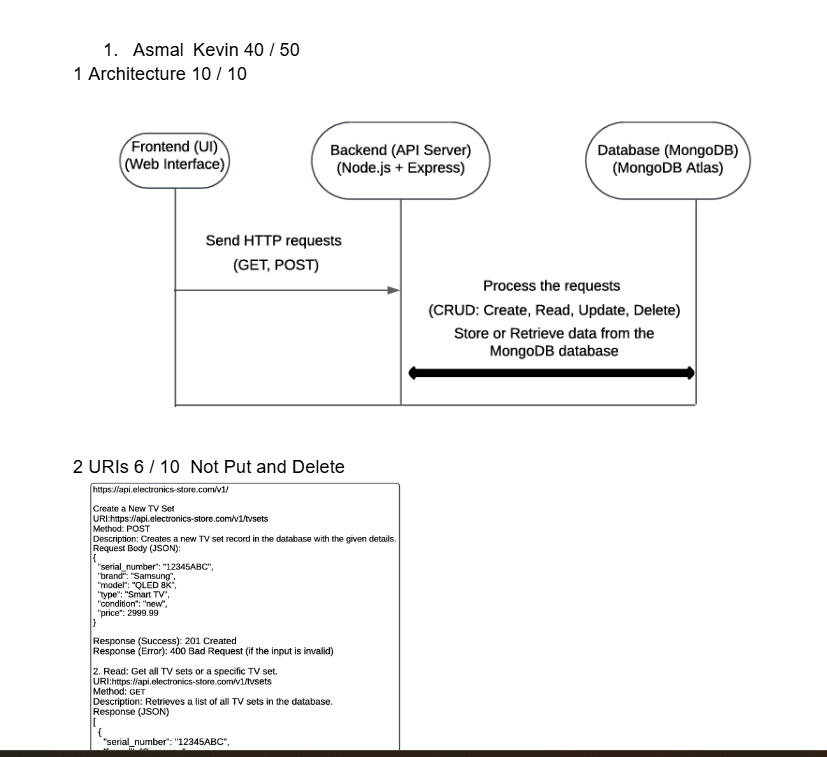 1. Asmal Kevin 40 / 50
1 Architecture 10 / 10
Frontend (UI)
(Web Interface)
Backend (API Server)
(Node.js + Express)
Database (MongoDB)
(MongoDB Atlas)
Send HTTP requests
(GET, POST)
Process the requests
(CRUD: Create, Read, Update, Delete)
Store or Retrieve data from the
MongoDB database
2 URIs 6 / 10 Not Put and Delete
https://api.electronics-store.com/v1/
Create a New TV Set
URI:https://api.electronics-store.com/v1/tvsets
Method: POST
Description: Creates a new TV set record in the database with the given details.
Request Body (JSON):
{
"serial_number": "12345ABC",
"brand": "Samsung",
"model": "QLED 8K",
"type": "Smart TV",
"condition": "new",
"price": 2999.99
}
Response (Success): 201 Created
Response (Error): 400 Bad Request (if the input is invalid)
2. Read: Get all TV sets or a specific TV set.
URI:https://api.electronics-store.com/v1/tvsets
Method: GET
Description: Retrieves a list of all TV sets in the database.
Response (JSON)
[
{
"serial_number": "12345ABC",